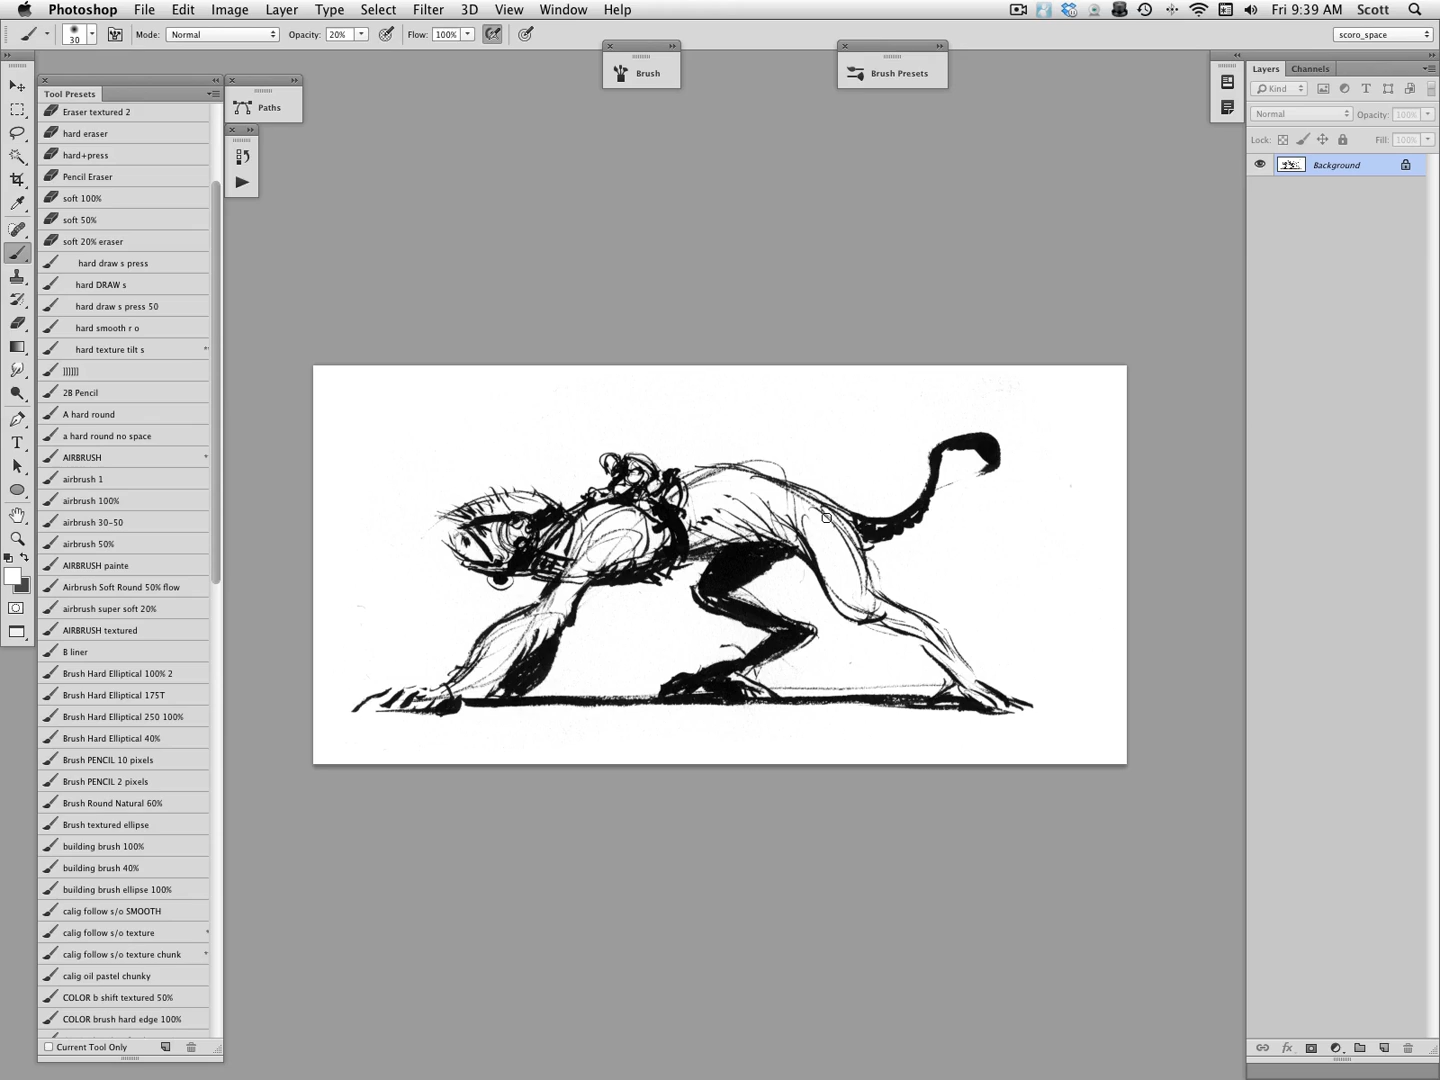 Photoshop File Edit Image Layer Type Select Filter 3D View Window Help Fri 9:39 AM Scott
30 Mode: Normal Opacity: 20% Flow: 100% scoro_space
Brush
Brush Presets
Paths
Tool Presets
Eraser textured 2
hard eraser
hard+press
Pencil Eraser
soft 100%
soft 50%
soft 20% eraser
hard draw s press
hard DRAW s
hard draw s press 50
hard smooth r o
hard texture tilt s
]]]]]]
2B Pencil
A hard round
a hard round no space
AIRBRUSH
airbrush 1
airbrush 100%
airbrush 30-50
airbrush 50%
AIRBRUSH painte
Airbrush Soft Round 50% flow
airbrush super soft 20%
AIRBRUSH textured
B liner
Brush Hard Elliptical 100% 2
Brush Hard Elliptical 175T
Brush Hard Elliptical 250 100%
Brush Hard Elliptical 40%
Brush PENCIL 10 pixels
Brush PENCIL 2 pixels
Brush Round Natural 60%
Brush textured ellipse
building brush 100%
building brush 40%
building brush ellipse 100%
calig follow s/o SMOOTH
calig follow s/o texture
calig follow s/o texture chunk
calig oil pastel chunky
COLOR b shift textured 50%
COLOR brush hard edge 100%
Current Tool Only
Layers Channels
Kind
Normal Opacity: 100%
Lock: Fill: 100%
Background